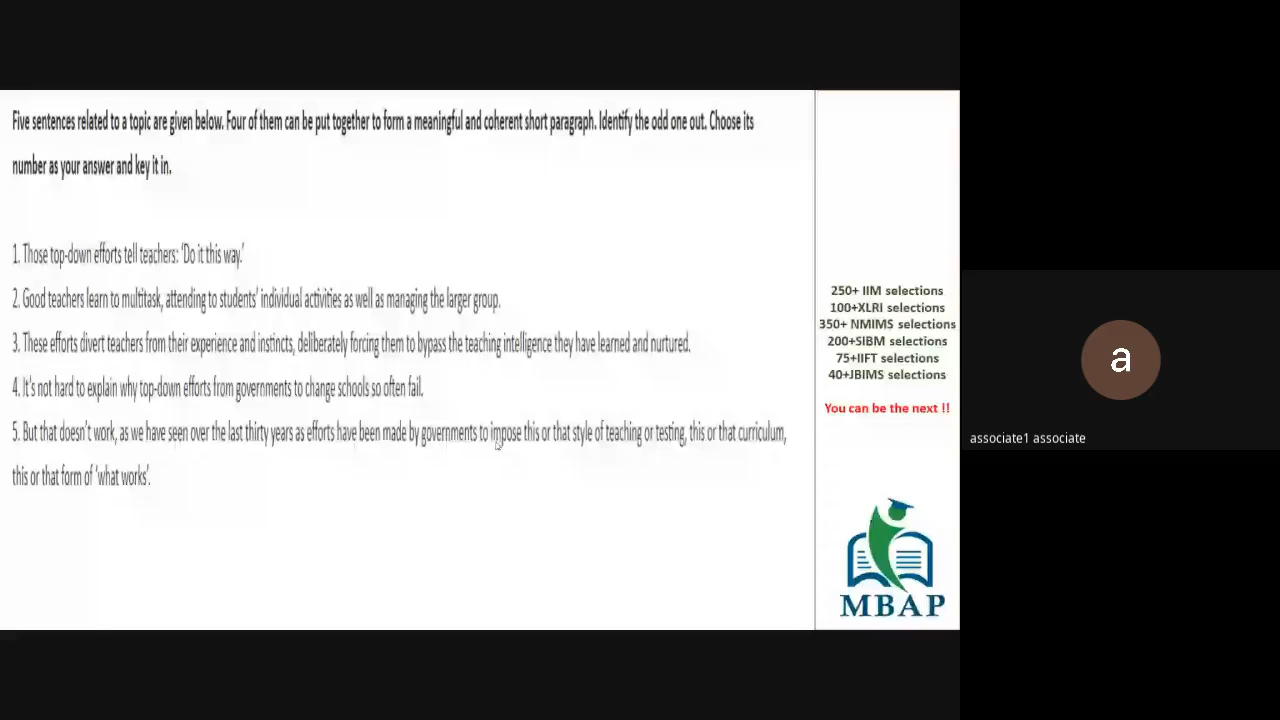 Five sentences related to a topic are given below. Four of them can be put together to form a meaningful and coherent short paragraph. Identify the odd one out. Choose its
number as your answer and key it in.
1. Those top-down efforts tell teachers: 'Do it this way.'
2. Good teachers learn to multitask, attending to students' individual activities as well as managing the larger group.
3. These efforts divert teachers from their experience and instincts, deliberately forcing them to bypass the teaching intelligence they have learned and nurtured.
4. It's not hard to explain why top-down efforts from governments to change schools so often fail.
5. But that doesn't work, as we have seen over the last thirty years as efforts have been made by governments to impose this or that style of teaching or testing, this or that curriculum,
this or that form of 'what works'.
250+ IIM selections
100+XLRI selections
350+ NMIMS selections
200+SIBM selections
75+IIFT selections
40+JBIMS selections
You can be the next !!
MBAP
a
associate1 associate